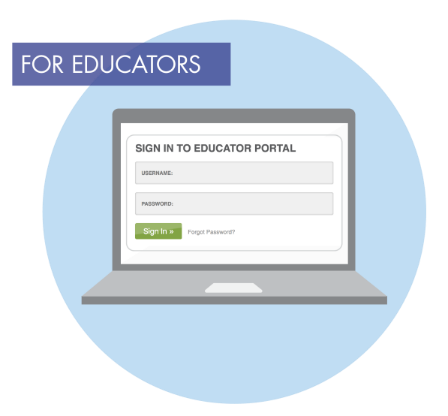 FOR EDUCATORS
SIGN IN TO EDUCATOR PORTAL
USERNAME:
PASSWORD:
Sign In »
Forgot Password?